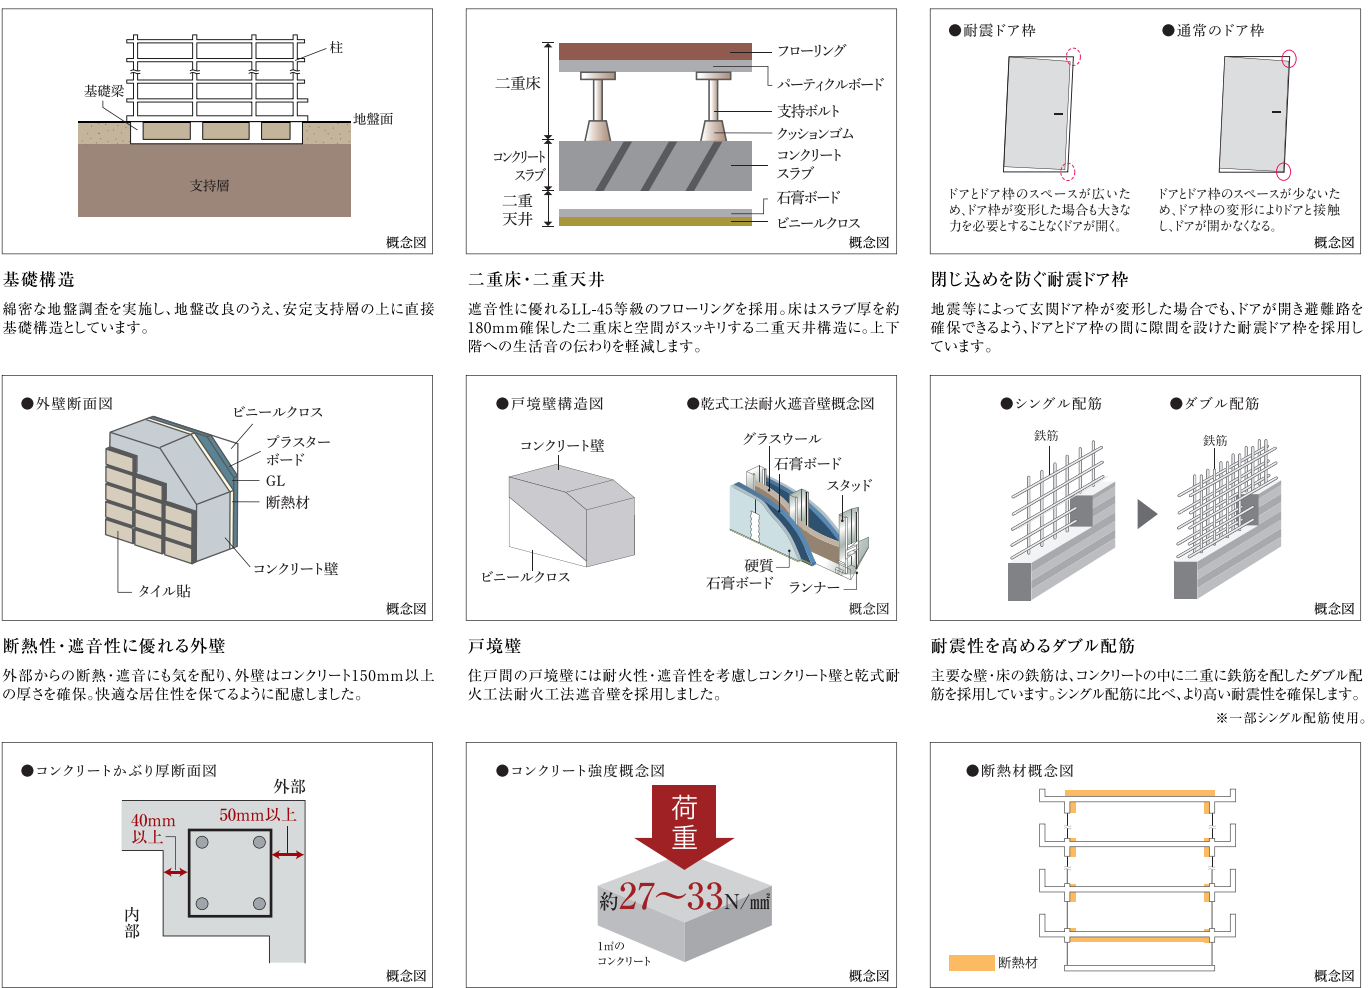 柱
基礎梁
地盤面
支持層
概念図
基礎構造
綿密な地盤調査を実施し、地盤改良のうえ、安定支持層の上に直接
基礎構造としています。
二重床
コンクリート
スラブ
二重
天井
フローリング
パーティクルボード
支持ボルト
クッションゴム
コンクリート
スラブ
石膏ボード
ビニールクロス
概念図
二重床・二重天井
遮音性に優れるLL-45等級のフローリングを採用。床はスラブ厚を約
180mm確保した二重床と空間がスッキリする二重天井構造に。上下
階への生活音の伝わりを軽減します。
●耐震ドア枠
●通常のドア枠
ドアとドア枠のスペースが広いた
め、ドア枠が変形した場合も大きな
力を必要とすることなくドアが開く。
ドアとドア枠のスペースが少ないた
め、ドア枠の変形によりドアと接触
し、ドアが開かなくなる。
概念図
閉じ込めを防ぐ耐震ドア枠
地震等によって玄関ドア枠が変形した場合でも、ドアが開き避難路を
確保できるよう、ドアとドア枠の間に隙間を設けた耐震ドア枠を採用し
ています。
●外壁断面図
ビニールクロス
プラスター
ボード
GL
断熱材
コンクリート壁
タイル貼
概念図
断熱性・遮音性に優れる外壁
外部からの断熱・遮音にも気を配り、外壁はコンクリート150mm以上
の厚さを確保。快適な居住性を保てるように配慮しました。
●戸境壁構造図
コンクリート壁
ビニールクロス
●乾式工法耐火遮音壁概念図
グラスウール
石膏ボード
スタッド
硬質
石膏ボード
ランナー
概念図
戸境壁
住戸間の戸境壁には耐火性・遮音性を考慮しコンクリート壁と乾式耐
火工法耐火工法遮音壁を採用しました。
●シングル配筋
鉄筋
●ダブル配筋
鉄筋
概念図
耐震性を高めるダブル配筋
主要な壁・床の鉄筋は、コンクリートの中に二重に鉄筋を配したダブル配
筋を採用しています。シングル配筋に比べ、より高い耐震性を確保します。
※一部シングル配筋使用。
●コンクリートかぶり厚断面図
外部
40mm
以上
50mm以上
内
部
概念図
●コンクリート強度概念図
荷
重
約27〜33N/mm²
1㎡の
コンクリート
概念図
●断熱材概念図
断熱材
概念図